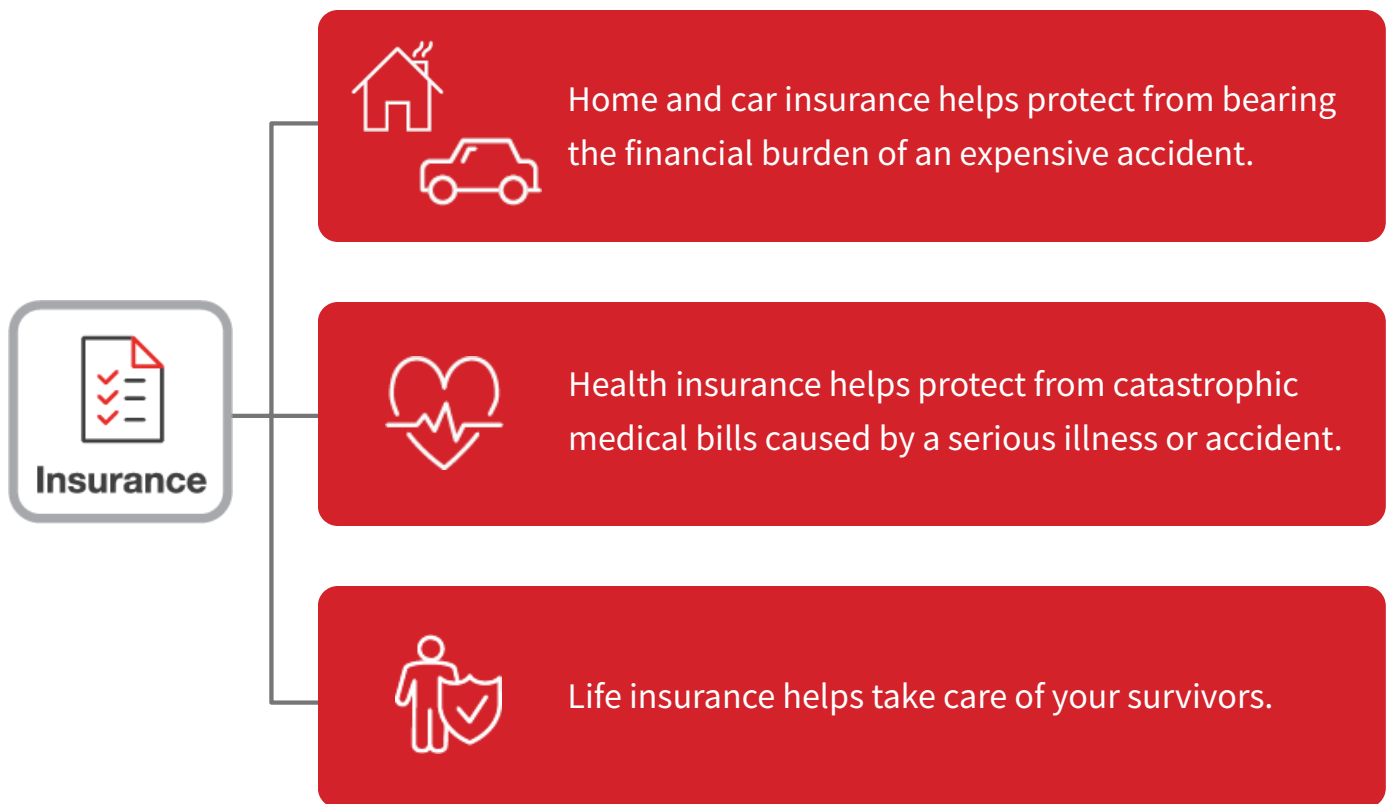 Home and car insurance helps protect from bearing
the financial burden of an expensive accident.
Insurance
Health insurance helps protect from catastrophic
medical bills caused by a serious illness or accident.
Life insurance helps take care of your survivors.